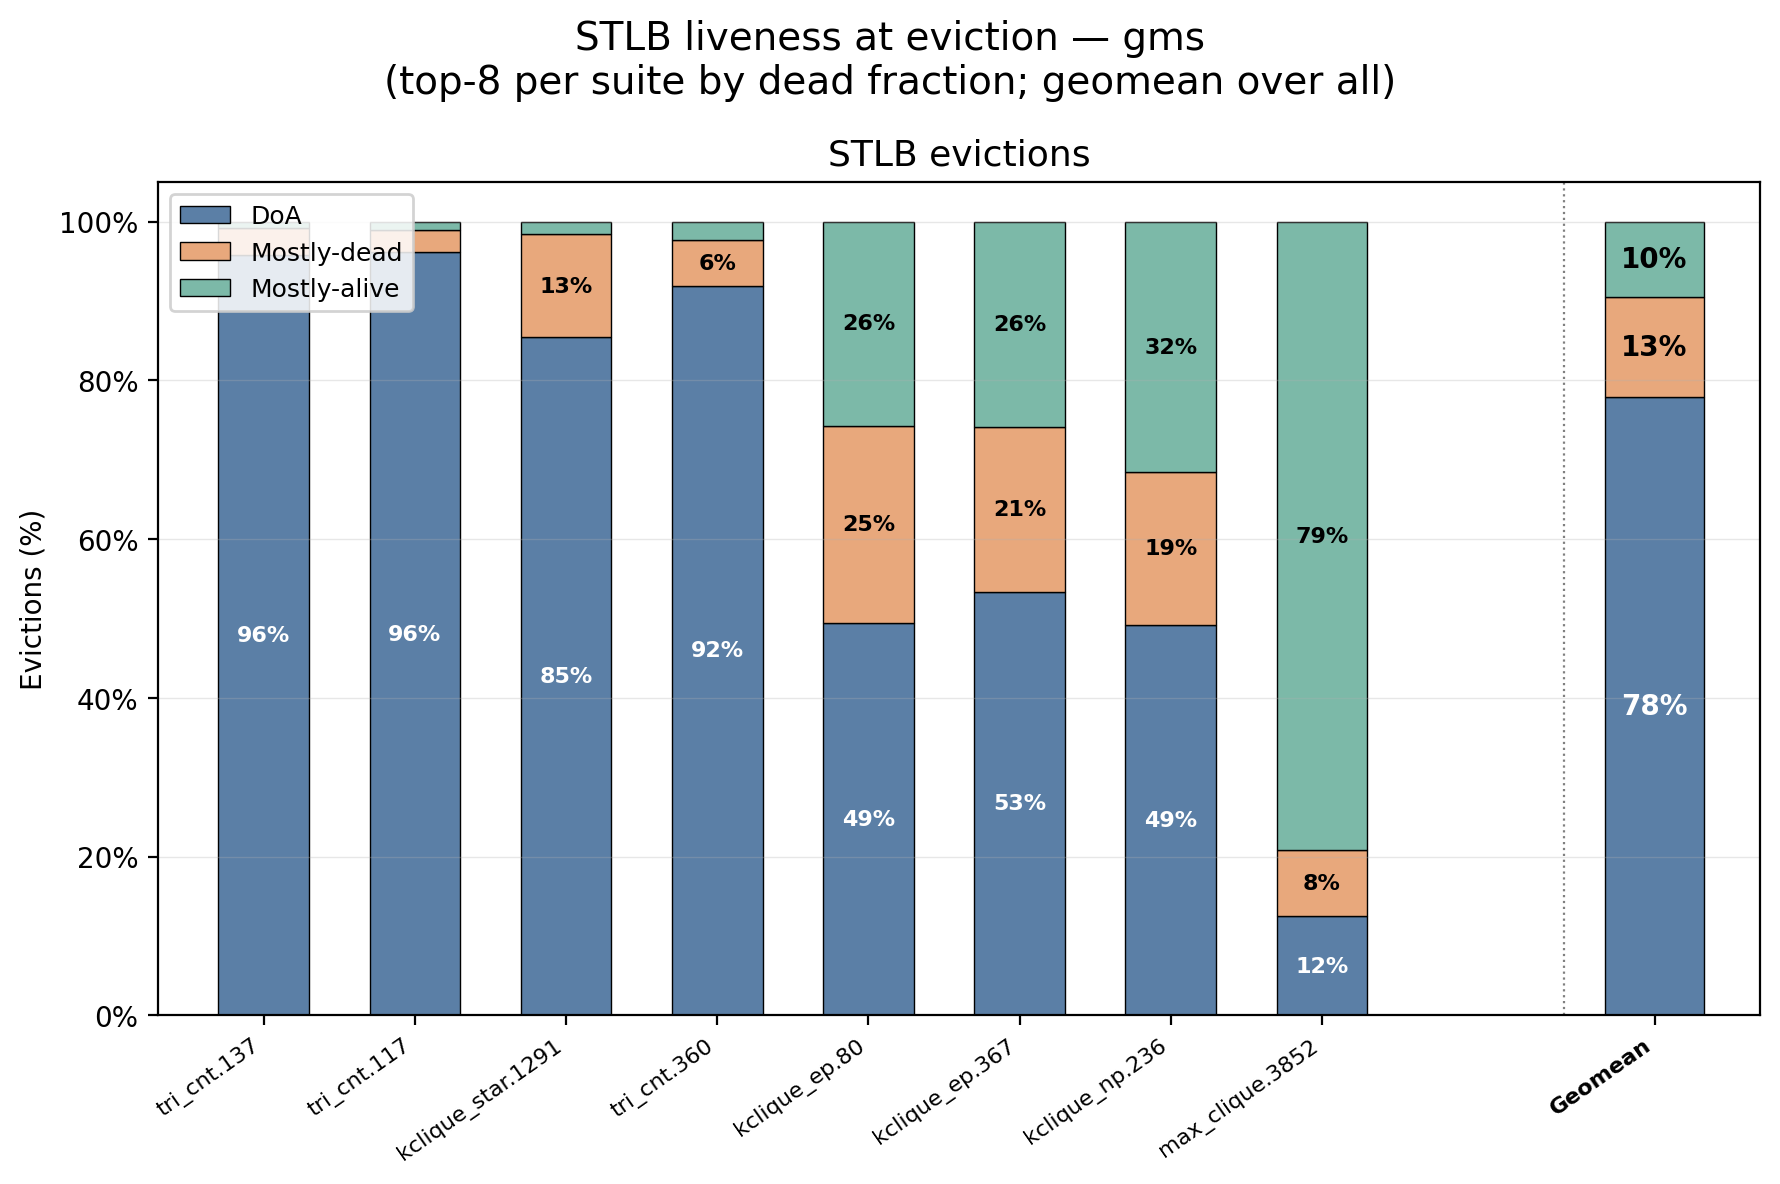 STLB liveness at eviction — gms
(top-8 per suite by dead fraction; geomean over all)
STLB evictions
DoA
Mostly-dead
Mostly-alive
Evictions (%)
100%
80%
60%
40%
20%
0%
96%
96%
85%
13%
92%
6%
49%
25%
26%
53%
21%
26%
49%
19%
32%
12%
8%
79%
78%
13%
10%
tri_cnt.137
tri_cnt.117
kclique_star.1291
tri_cnt.360
kclique_ep.80
kclique_ep.367
kclique_np.236
max_clique.3852
Geomean